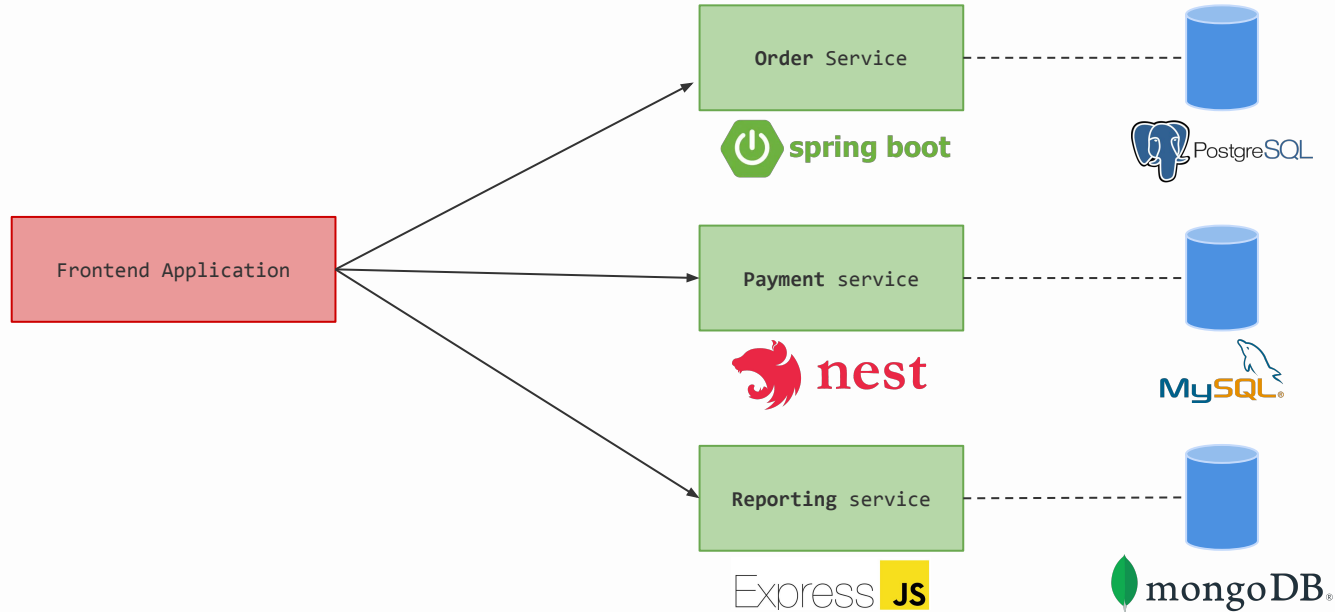 Order Service
spring boot
PostgreSQL
Frontend Application
Payment service
nest
MySQL®
Reporting service
Express JS
mongoDB®